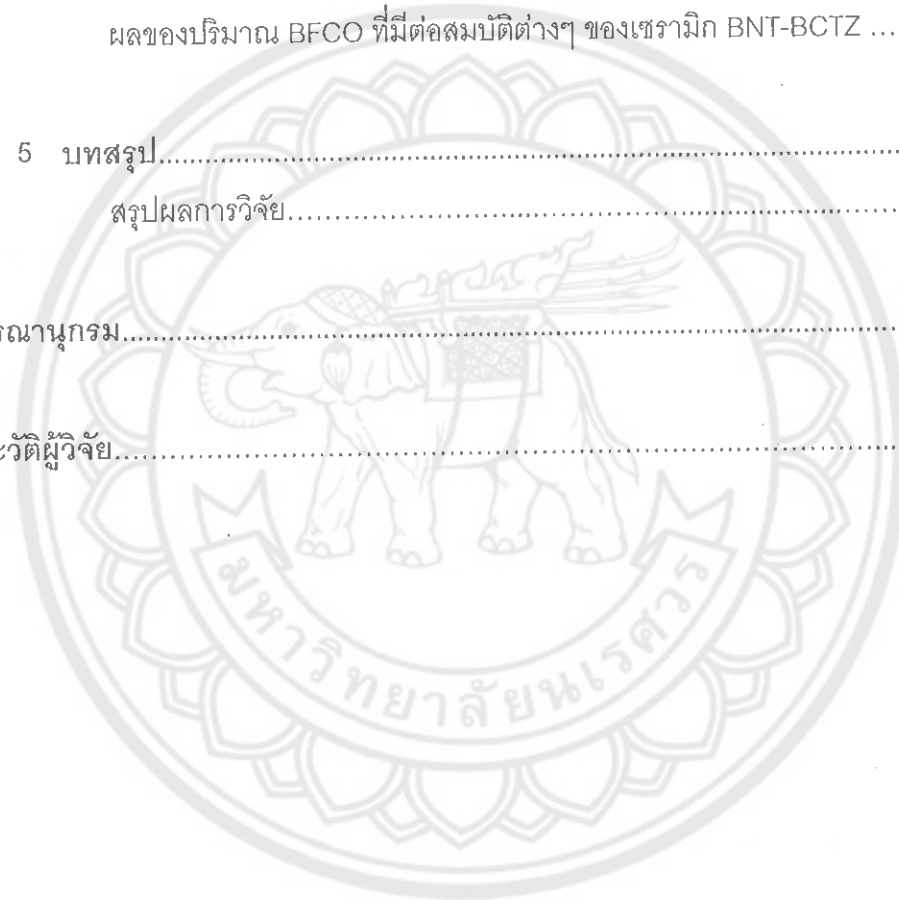 ผลของปริมาณ BFCO ที่มีต่อสมบัติต่างๆ ของเซรามิก BNT-BCTZ ...
5 บทสรุป................................................................
สรุปผลการวิจัย................................................................
รณานุกรม................................................................
ะวัติผู้วิจัย................................................................
มหาวิทยาลัยนเรศวร